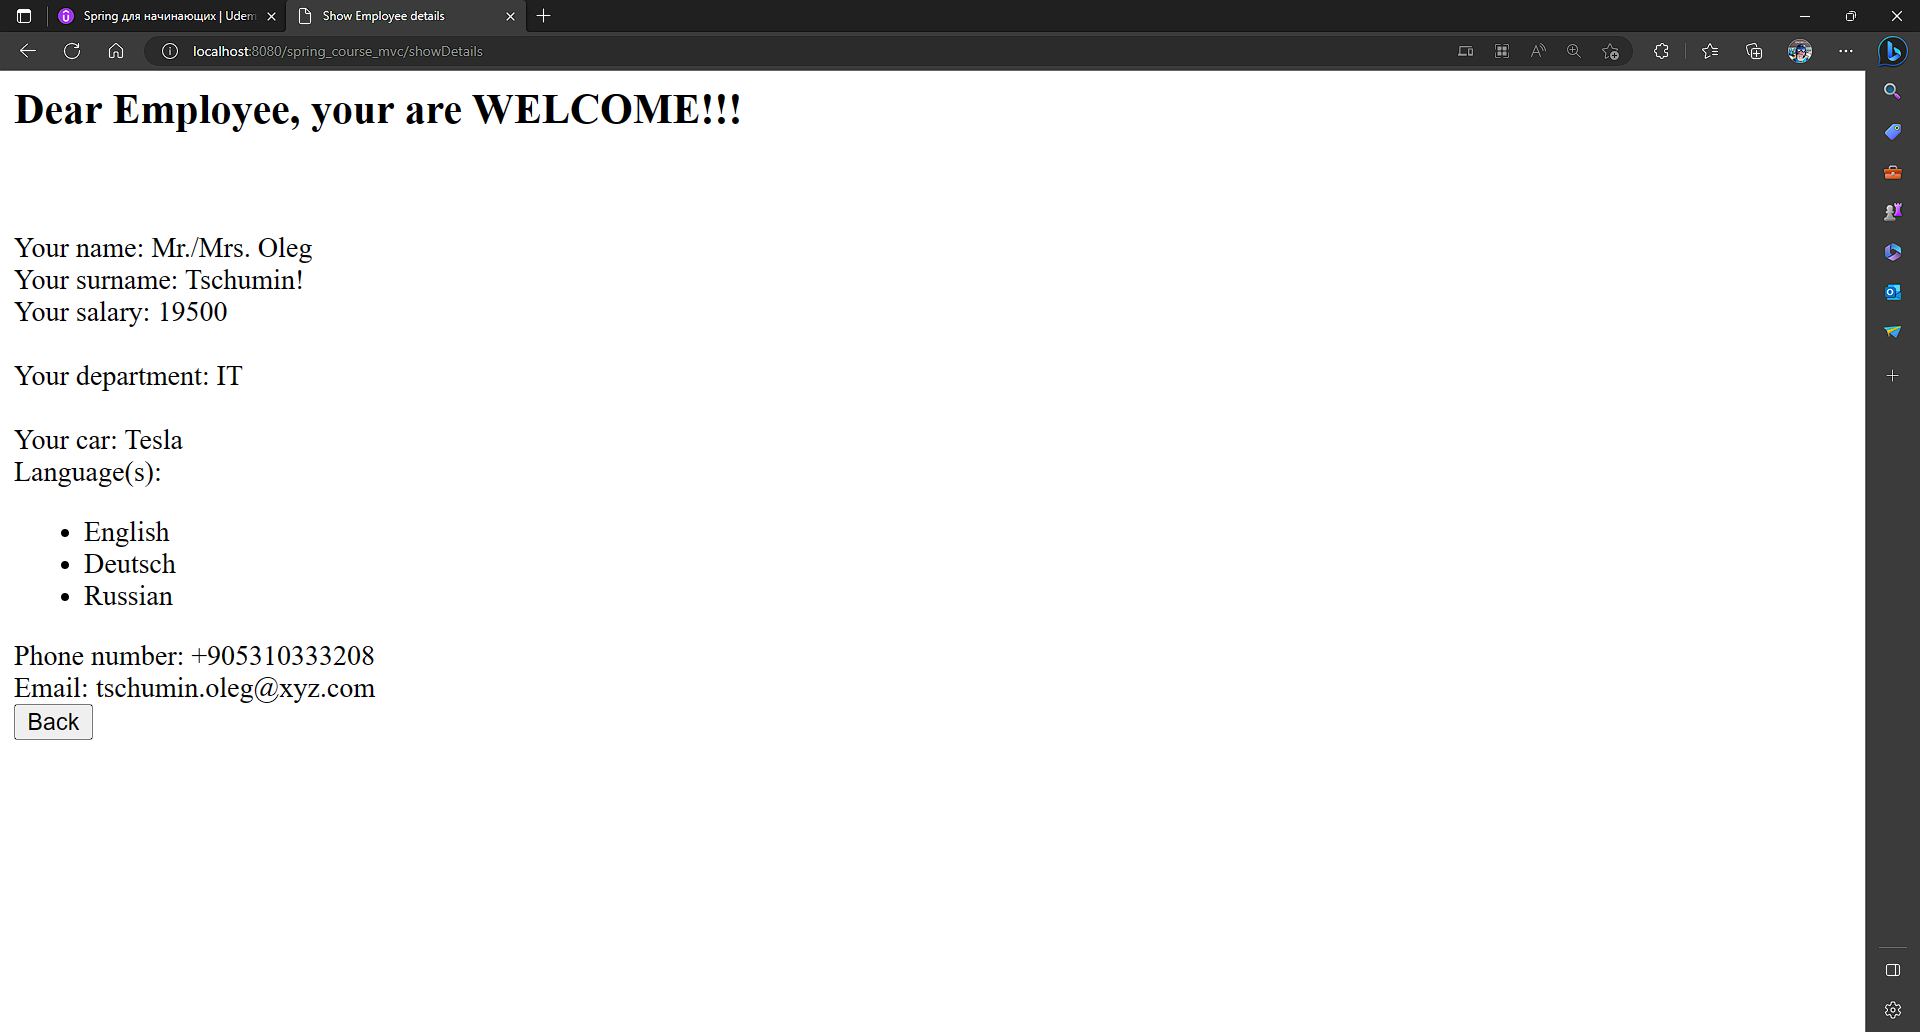 Spring для начинающих | Udem
Show Employee details
localhost:8080/spring_course_mvc/showDetails
Dear Employee, your are WELCOME!!!
Your name: Mr./Mrs. Oleg
Your surname: Tschumin!
Your salary: 19500
Your department: IT
Your car: Tesla
Language(s):
• English
• Deutsch
• Russian
Phone number: +905310333208
Email: tschumin.oleg@xyz.com
Back